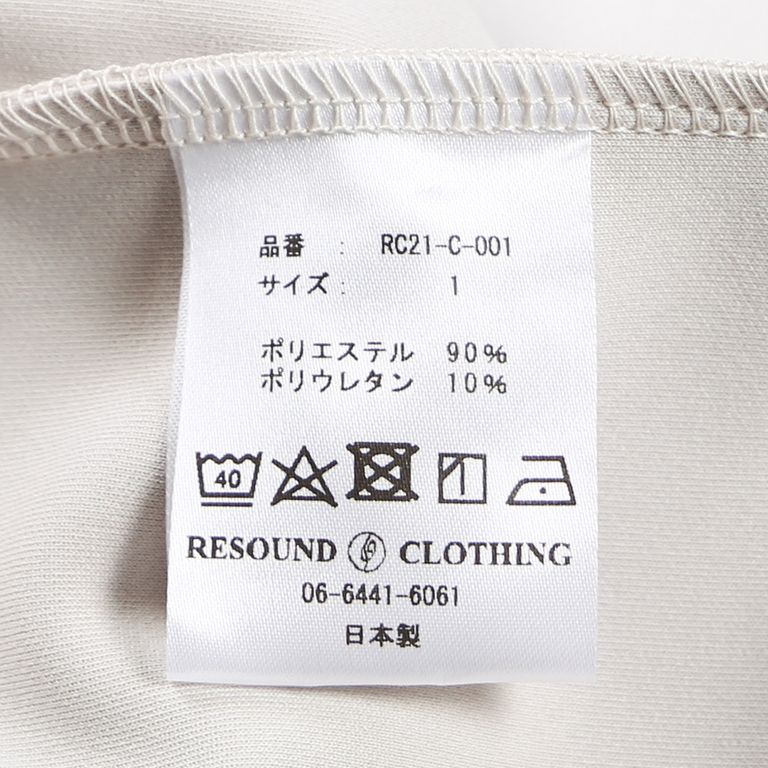 品番 : RC21-C-001
サイズ : 1
ポリエステル 90%
ポリウレタン 10%
40
RESOUND CLOTHING
06-6441-6061
日本製